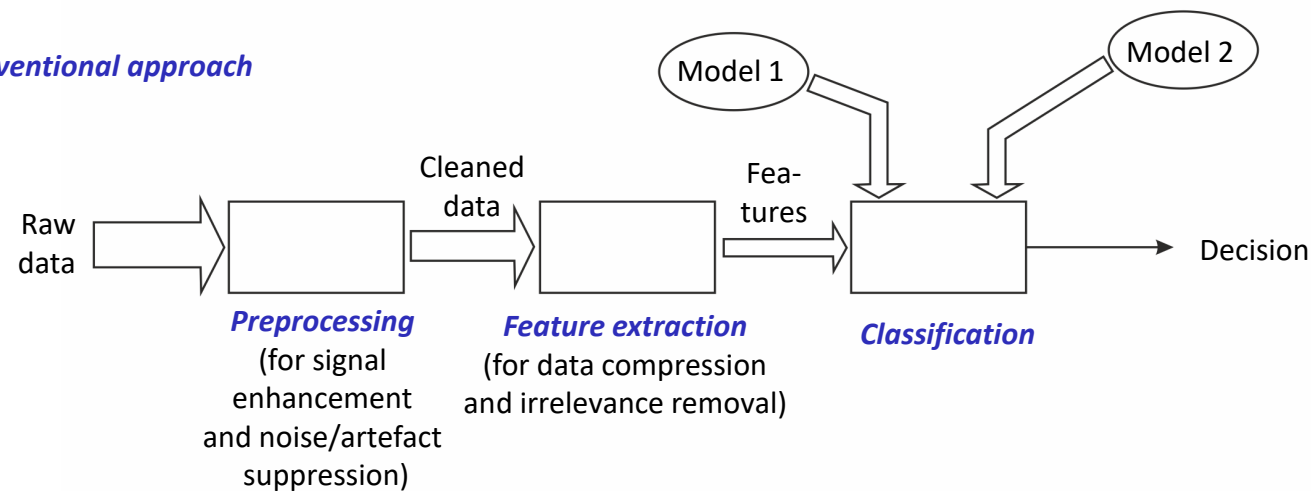 ventional approach
Model 1
Model 2
Raw
data
Cleaned
data
Fea-
tures
Decision
Preprocessing
(for signal
enhancement
and noise/artefact
suppression)
Feature extraction
(for data compression
and irrelevance removal)
Classification